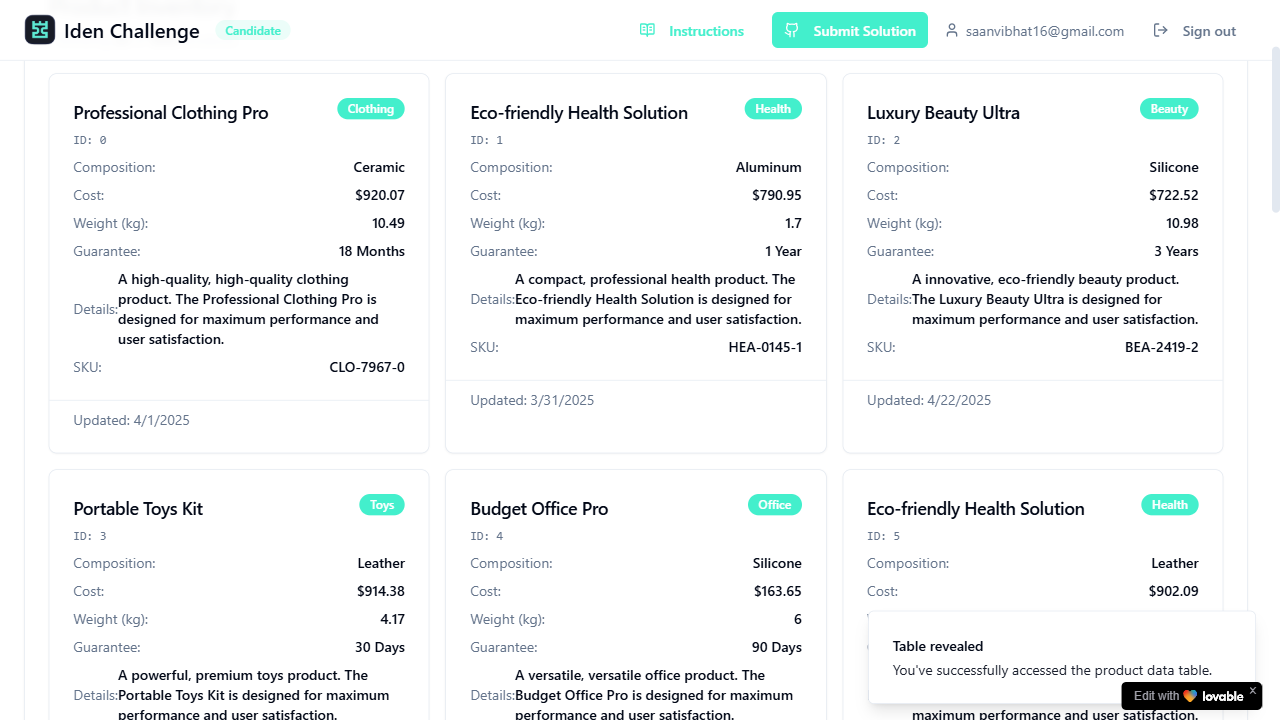 Iden Challenge
Candidate
Instructions
Submit Solution
saanvibhat16@gmail.com
Sign out
Professional Clothing Pro
Clothing
ID: 0
Composition: Ceramic
Cost: $920.07
Weight (kg): 10.49
Guarantee: 18 Months
Details: A high-quality, high-quality clothing
product. The Professional Clothing Pro is
designed for maximum performance and
user satisfaction.
SKU: CLO-7967-0
Updated: 4/1/2025
Eco-friendly Health Solution
Health
ID: 1
Composition: Aluminum
Cost: $790.95
Weight (kg): 1.7
Guarantee: 1 Year
Details: A compact, professional health product. The
Eco-friendly Health Solution is designed for
maximum performance and user satisfaction.
SKU: HEA-0145-1
Updated: 3/31/2025
Luxury Beauty Ultra
Beauty
ID: 2
Composition: Silicone
Cost: $722.52
Weight (kg): 10.98
Guarantee: 3 Years
Details: A innovative, eco-friendly beauty product.
The Luxury Beauty Ultra is designed for
maximum performance and user satisfaction.
SKU: BEA-2419-2
Updated: 4/22/2025
Portable Toys Kit
Toys
ID: 3
Composition: Leather
Cost: $914.38
Weight (kg): 4.17
Guarantee: 30 Days
Details: A powerful, premium toys product. The
Portable Toys Kit is designed for maximum
performance and user satisfaction.
Budget Office Pro
Office
ID: 4
Composition: Silicone
Cost: $163.65
Weight (kg): 6
Guarantee: 90 Days
Details: A versatile, versatile office product. The
Budget Office Pro is designed for maximum
performance and user satisfaction.
Eco-friendly Health Solution
Health
ID: 5
Composition: Leather
Cost: $902.09
maximum performance and user satisfaction.
Table revealed
You've successfully accessed the product data table.
Edit with lovable